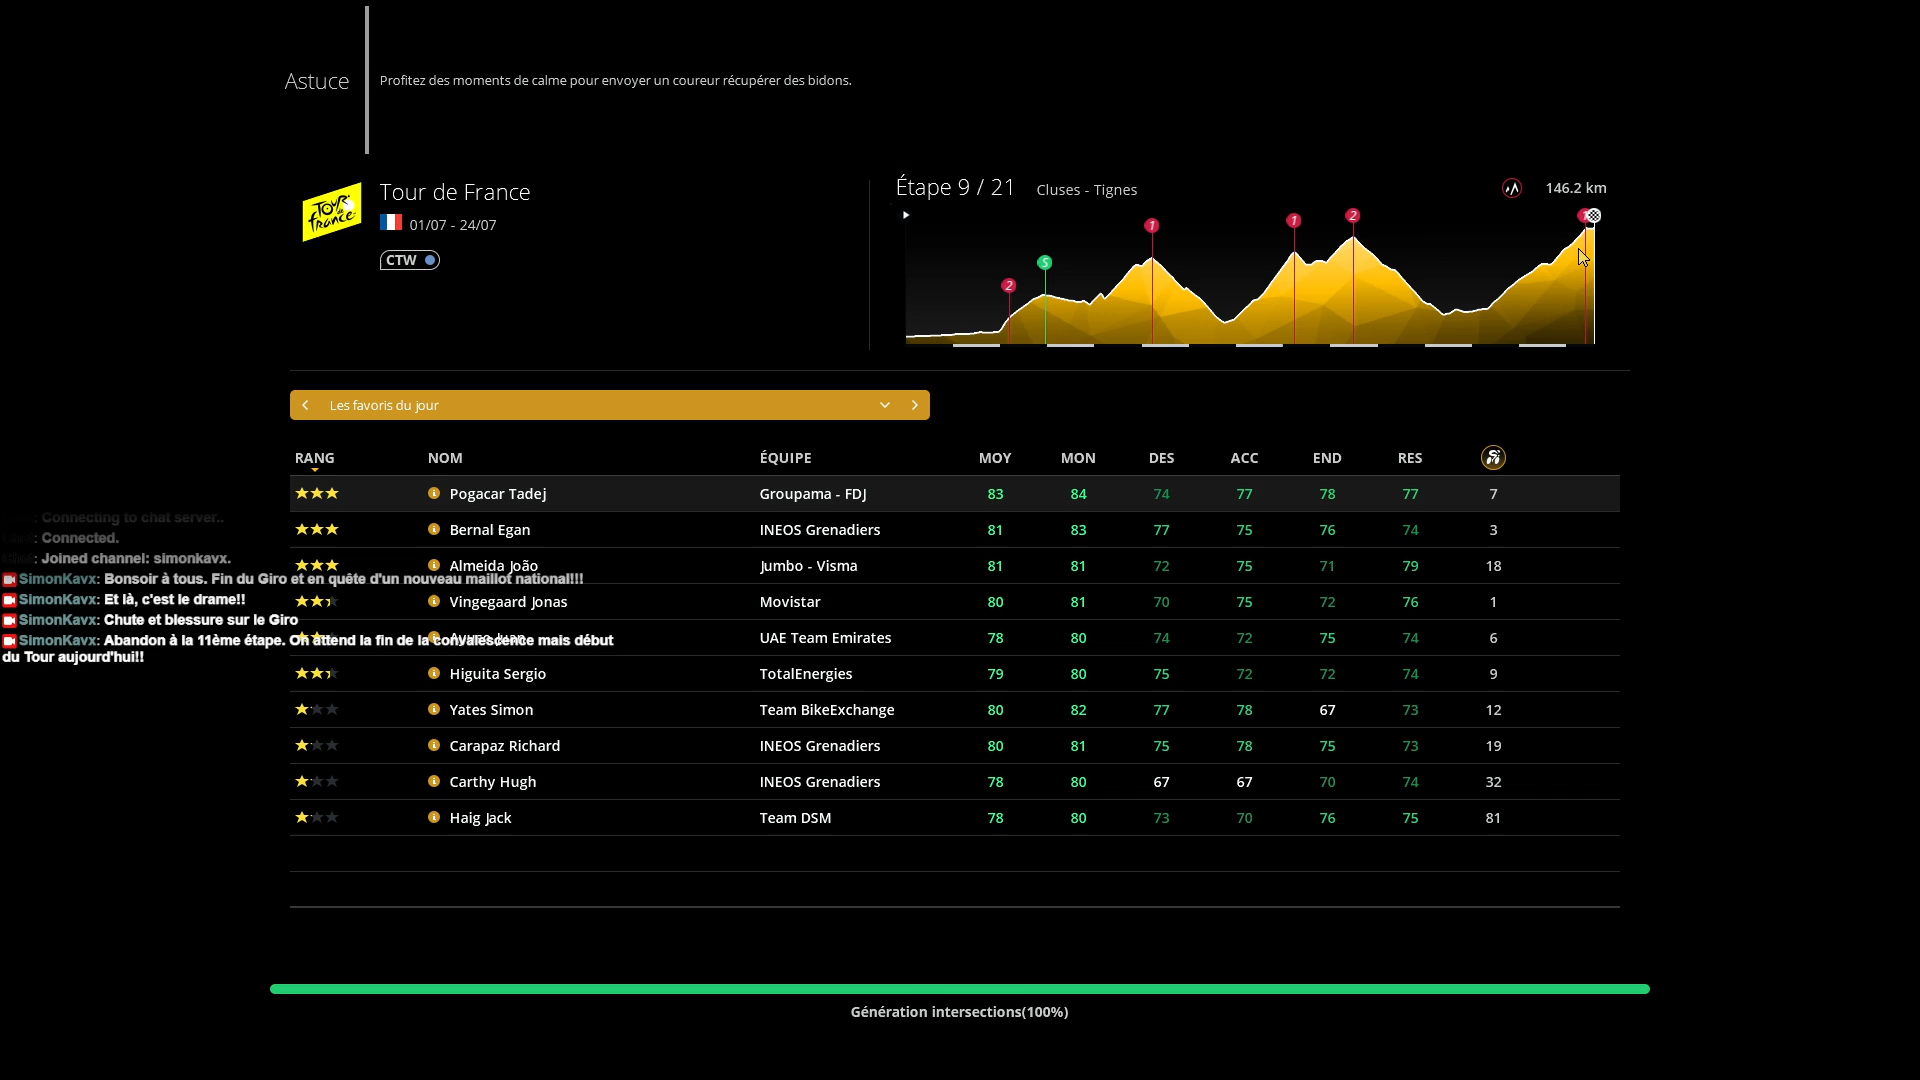 Astuce
Profitez des moments de calme pour envoyer un coureur récupérer des bidons.
TOUR de france
Tour de France
01/07 - 24/07
CTW
Étape 9 / 21 Cluses - Tignes 146.2 km
2 S 1 1 2 1
Les favoris du jour
RANG NOM ÉQUIPE MOY MON DES ACC END RES
Pogacar Tadej Groupama - FDJ 83 84 74 77 78 77 7
Bernal Egan INEOS Grenadiers 81 83 77 75 76 74 3
Almeida João Jumbo - Visma 81 81 72 75 71 79 18
Vingegaard Jonas Movistar 80 81 70 75 72 76 1
UAE Team Emirates 78 80 74 72 75 74 6
Higuita Sergio TotalEnergies 79 80 75 72 72 74 9
Yates Simon Team BikeExchange 80 82 77 78 67 73 12
Carapaz Richard INEOS Grenadiers 80 81 75 78 75 73 19
Carthy Hugh INEOS Grenadiers 78 80 67 67 70 74 32
Haig Jack Team DSM 78 80 73 70 76 75 81
: Connecting to chat server..
: Connected.
: Joined channel: simonkavx.
SimonKavx: Bonsoir à tous. Fin du Giro et en quête d'un nouveau maillot national!!!
SimonKavx: Et là, c'est le drame!!
SimonKavx: Chute et blessure sur le Giro
SimonKavx: Abandon à la 11ème étape. On attend la fin de la convalescence mais début
du Tour aujourd'hui!!
Génération intersections(100%)